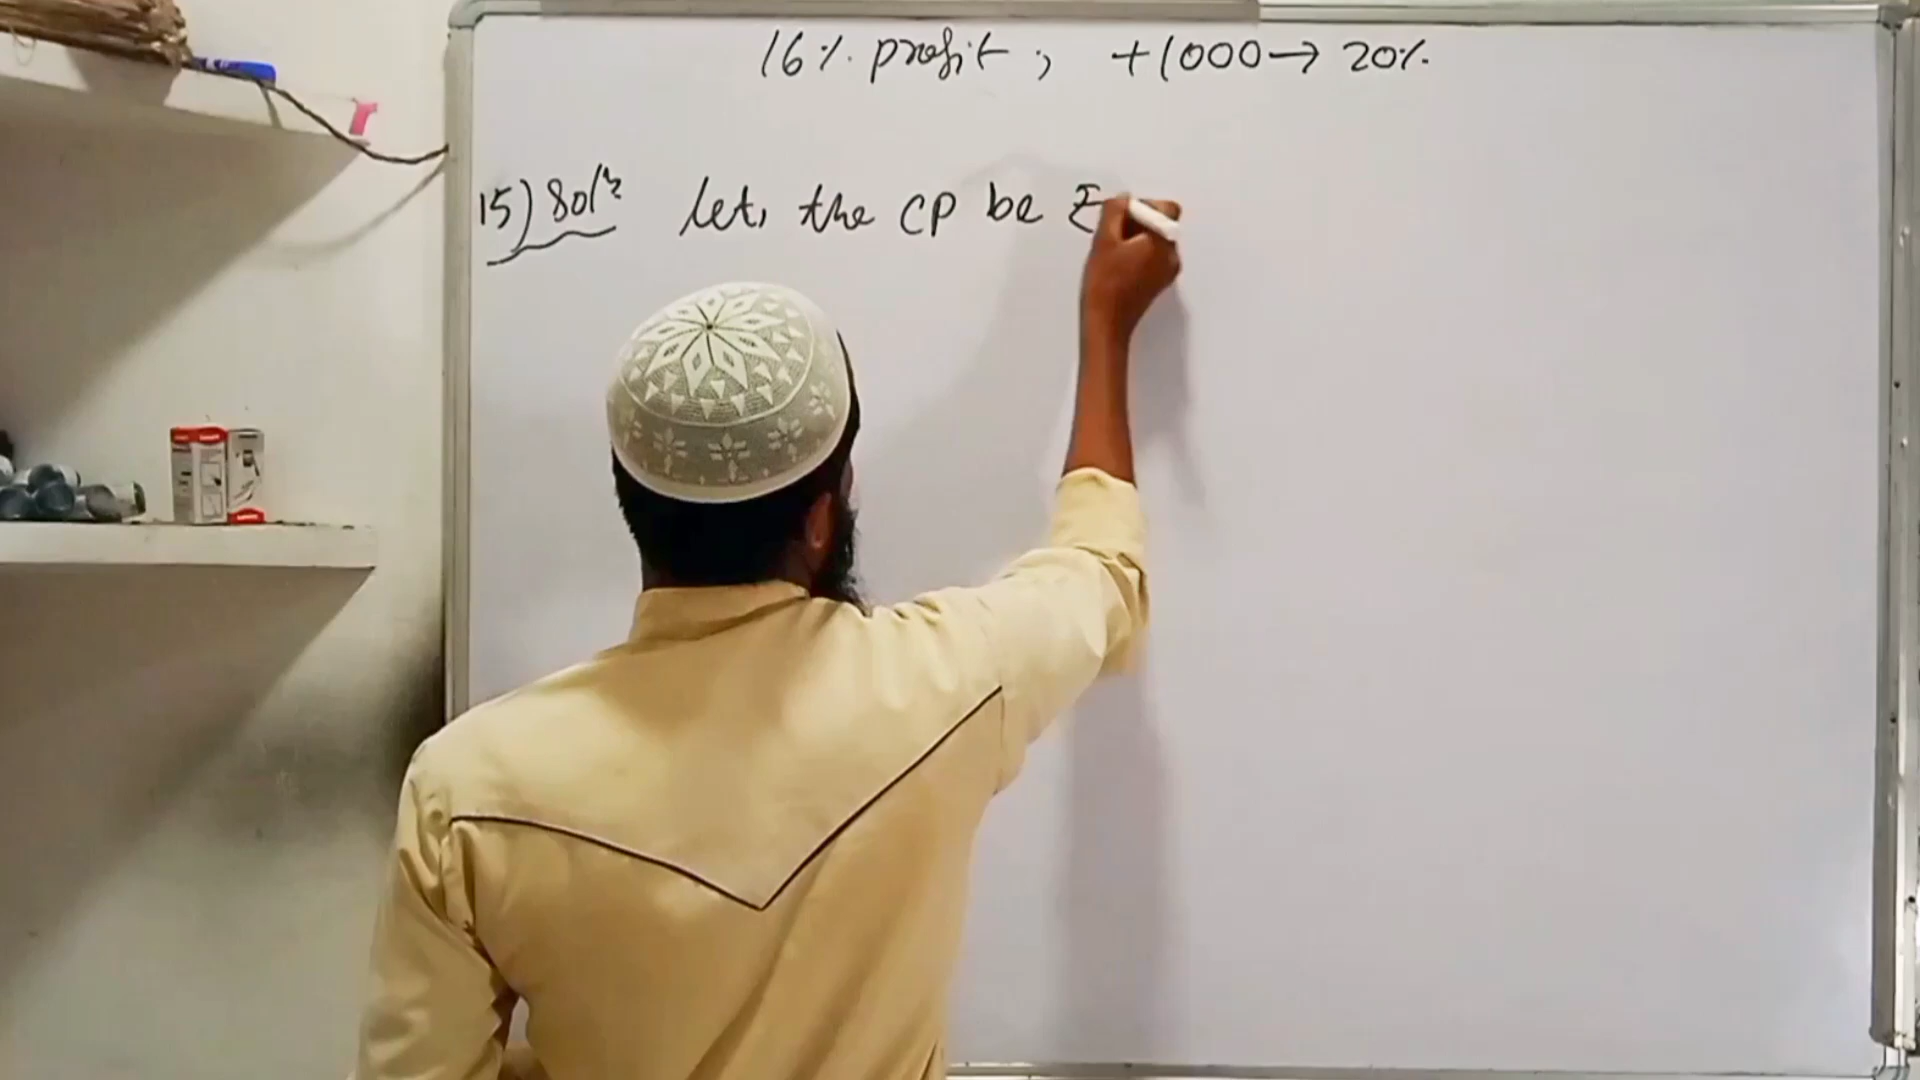 16% profit ; +1000→ 20%.
15) Sol^n Let, the CP be ₹